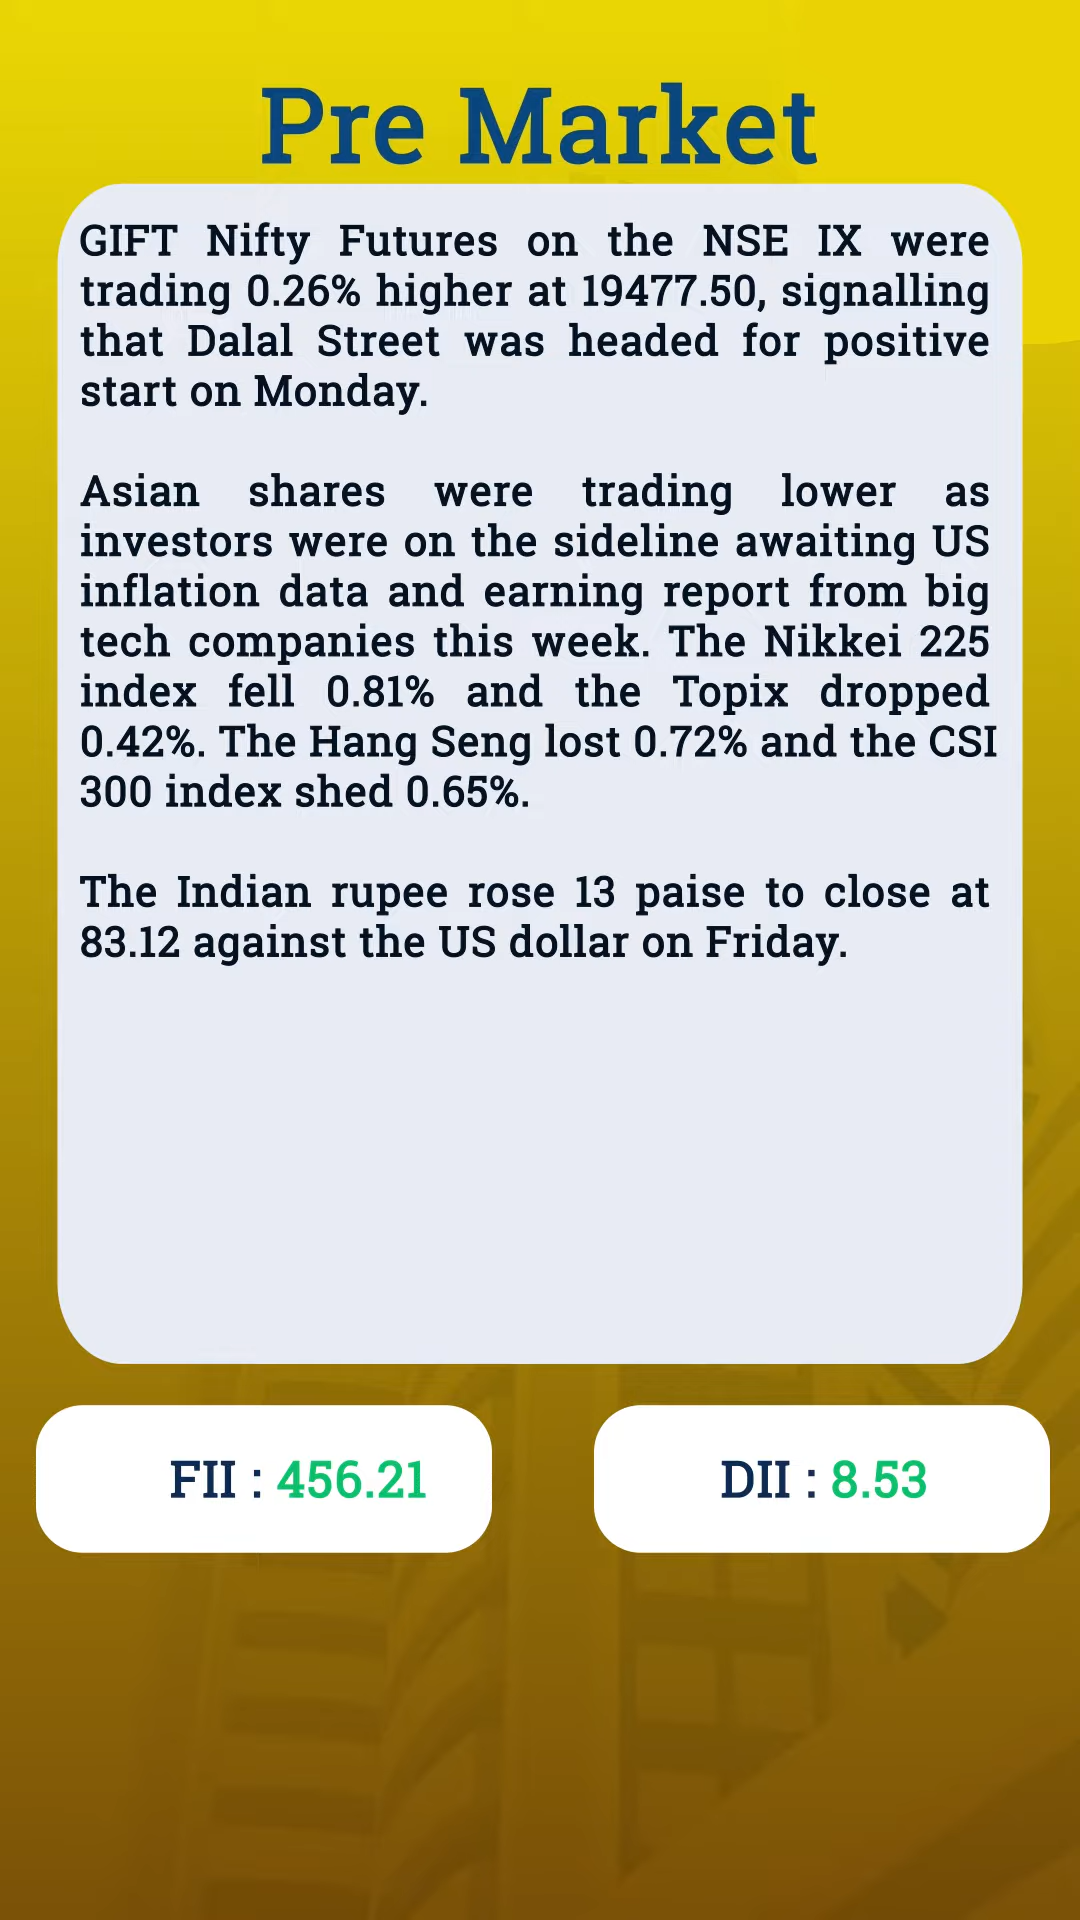 Pre Market
GIFT Nifty Futures on the NSE IX were
trading 0.26% higher at 19477.50, signalling
that Dalal Street was headed for positive
start on Monday.
Asian shares were trading lower as
investors were on the sideline awaiting US
inflation data and earning report from big
tech companies this week. The Nikkei 225
index fell 0.81% and the Topix dropped
0.42%. The Hang Seng lost 0.72% and the CSI
300 index shed 0.65%.
The Indian rupee rose 13 paise to close at
83.12 against the US dollar on Friday.
FII : 456.21
DII : 8.53